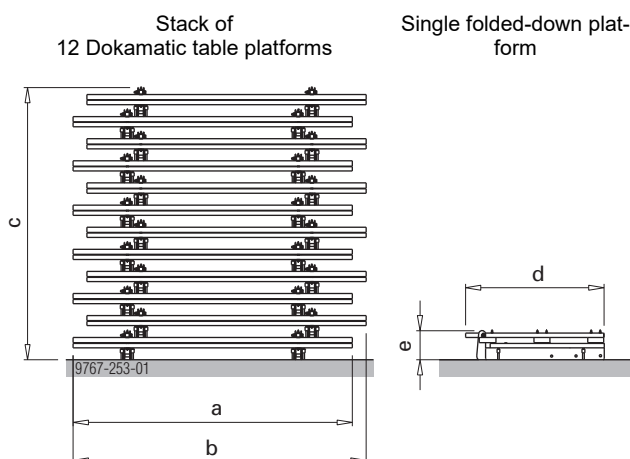 Stack of
12 Dokamatic table platforms
Single folded-down plat-
form
c
d
e
9767-253-01
a
b